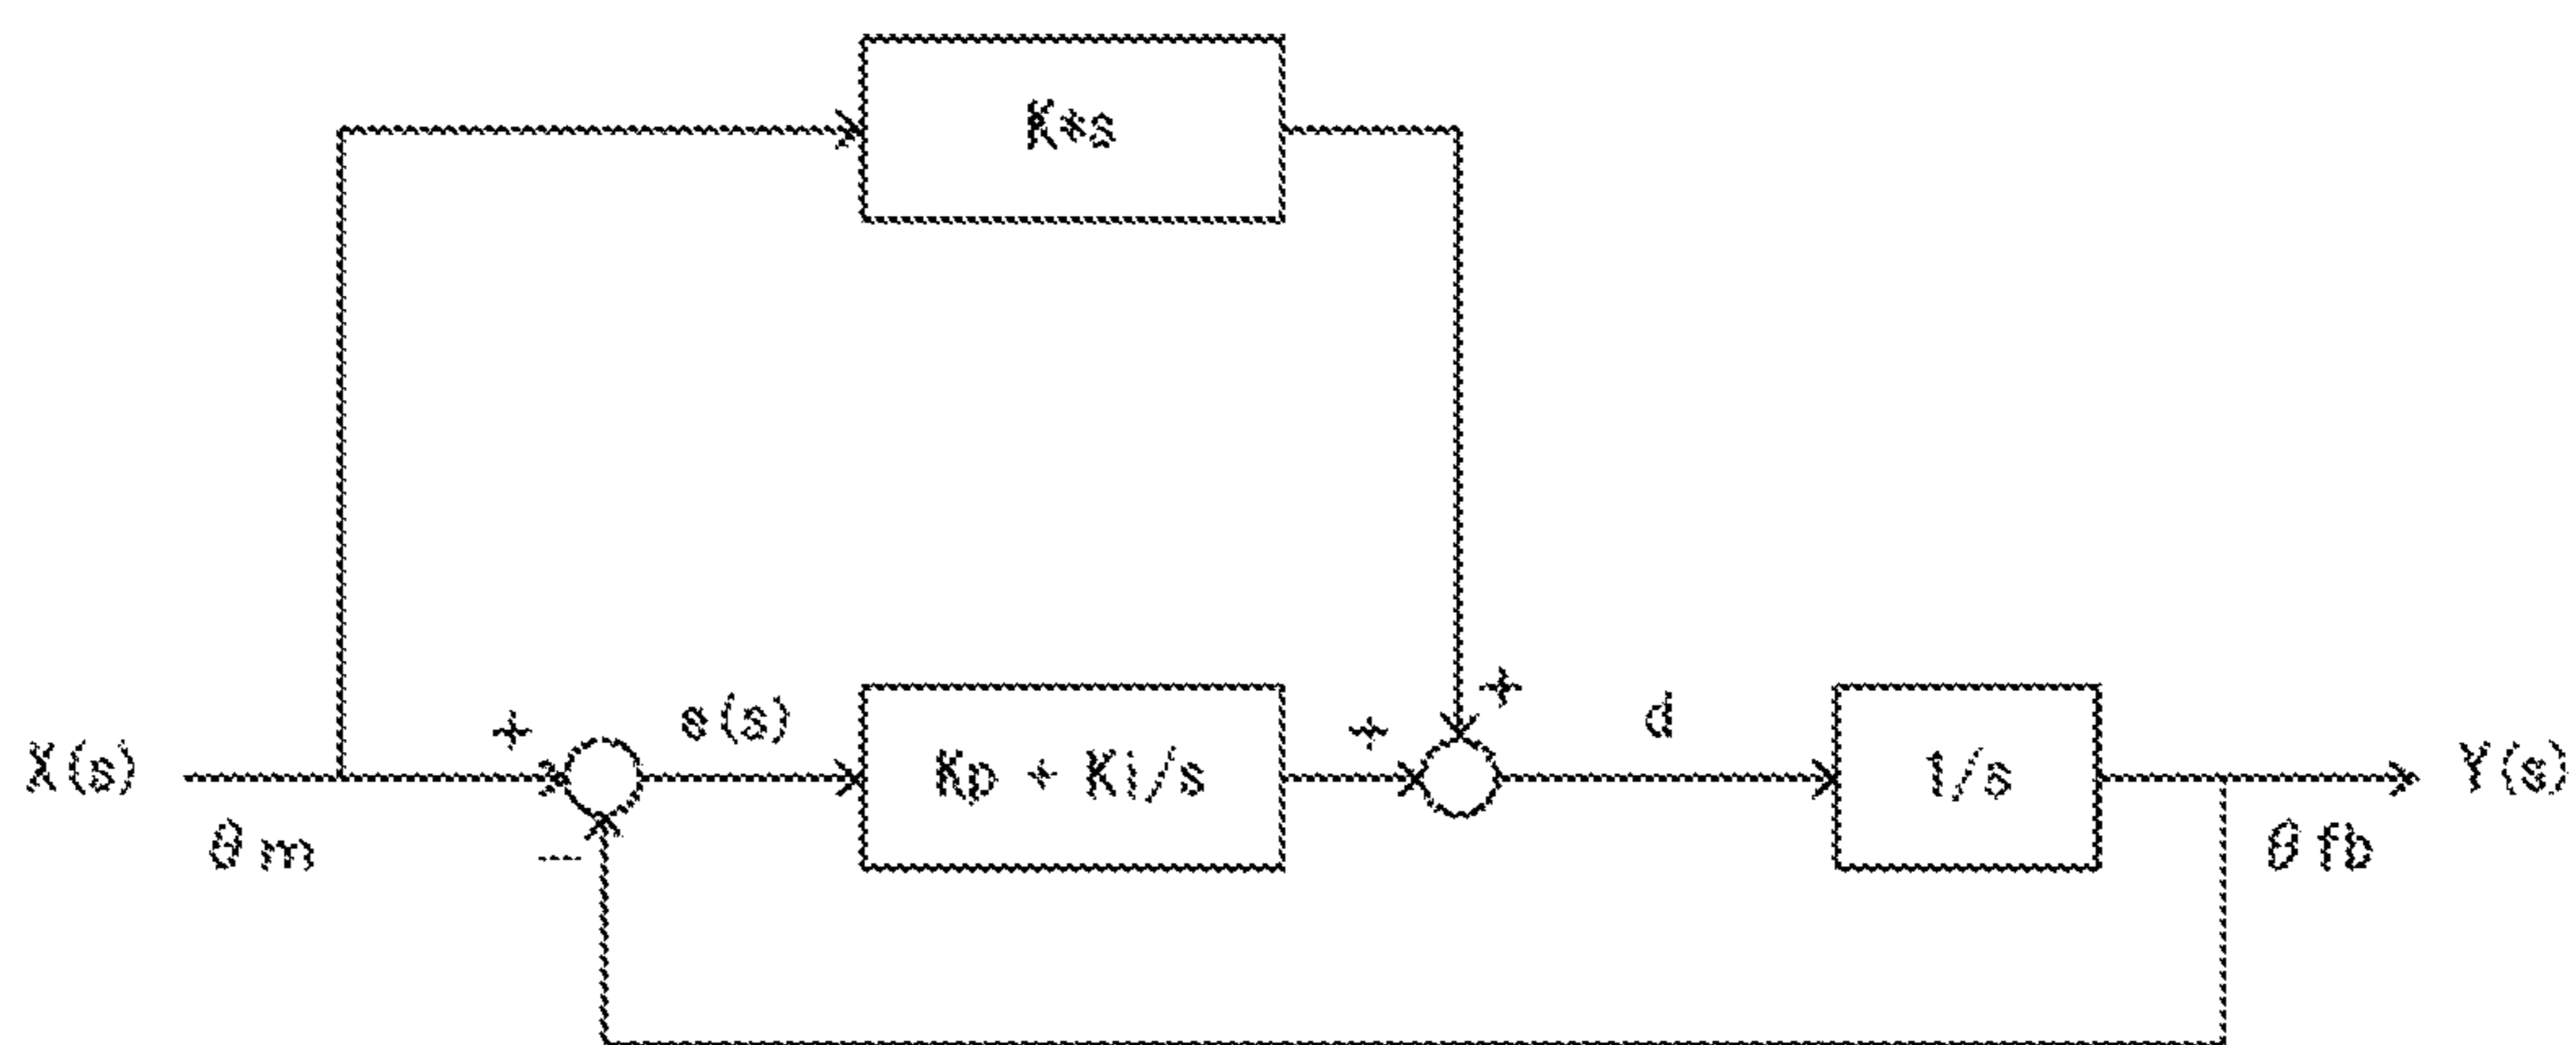 K*s
+
X(s)
+
e(s)
Kp + Ki/s
+
d
1/s
Y(s)
θm
−
θfb